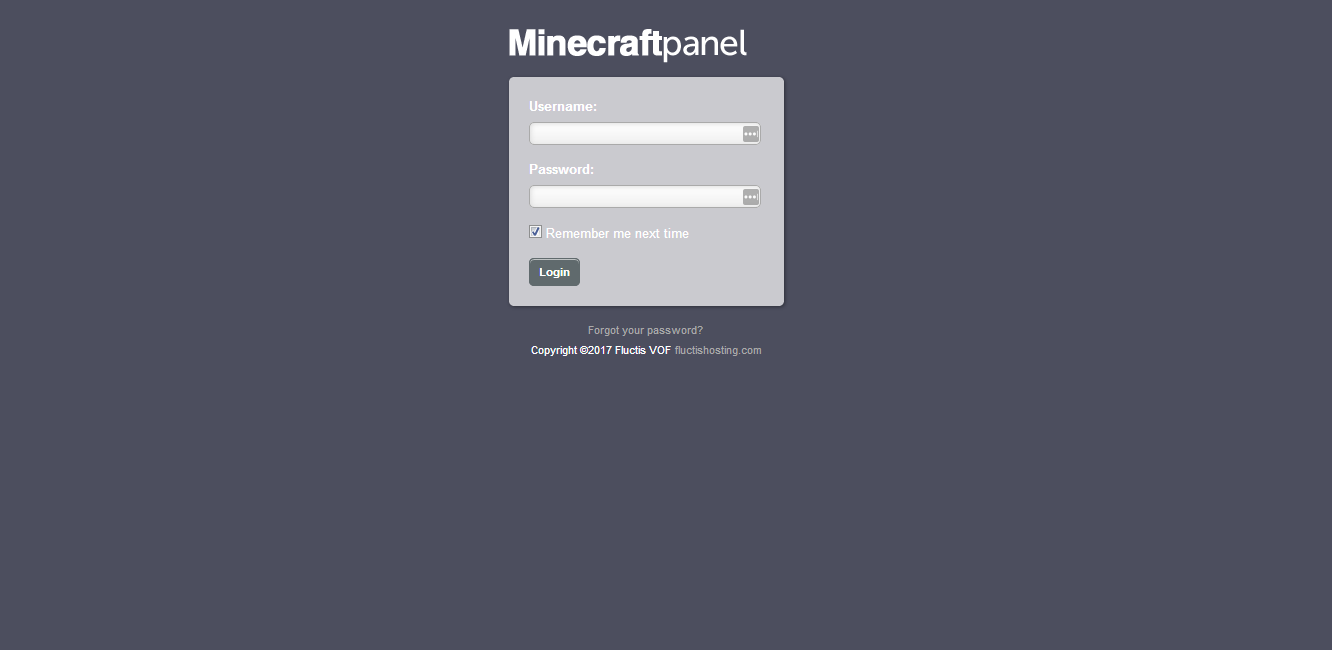 Minecraftpanel
Username:
Password:
Remember me next time
Login
Forgot your password?
Copyright ©2017 Fluctis VOF fluctishosting.com